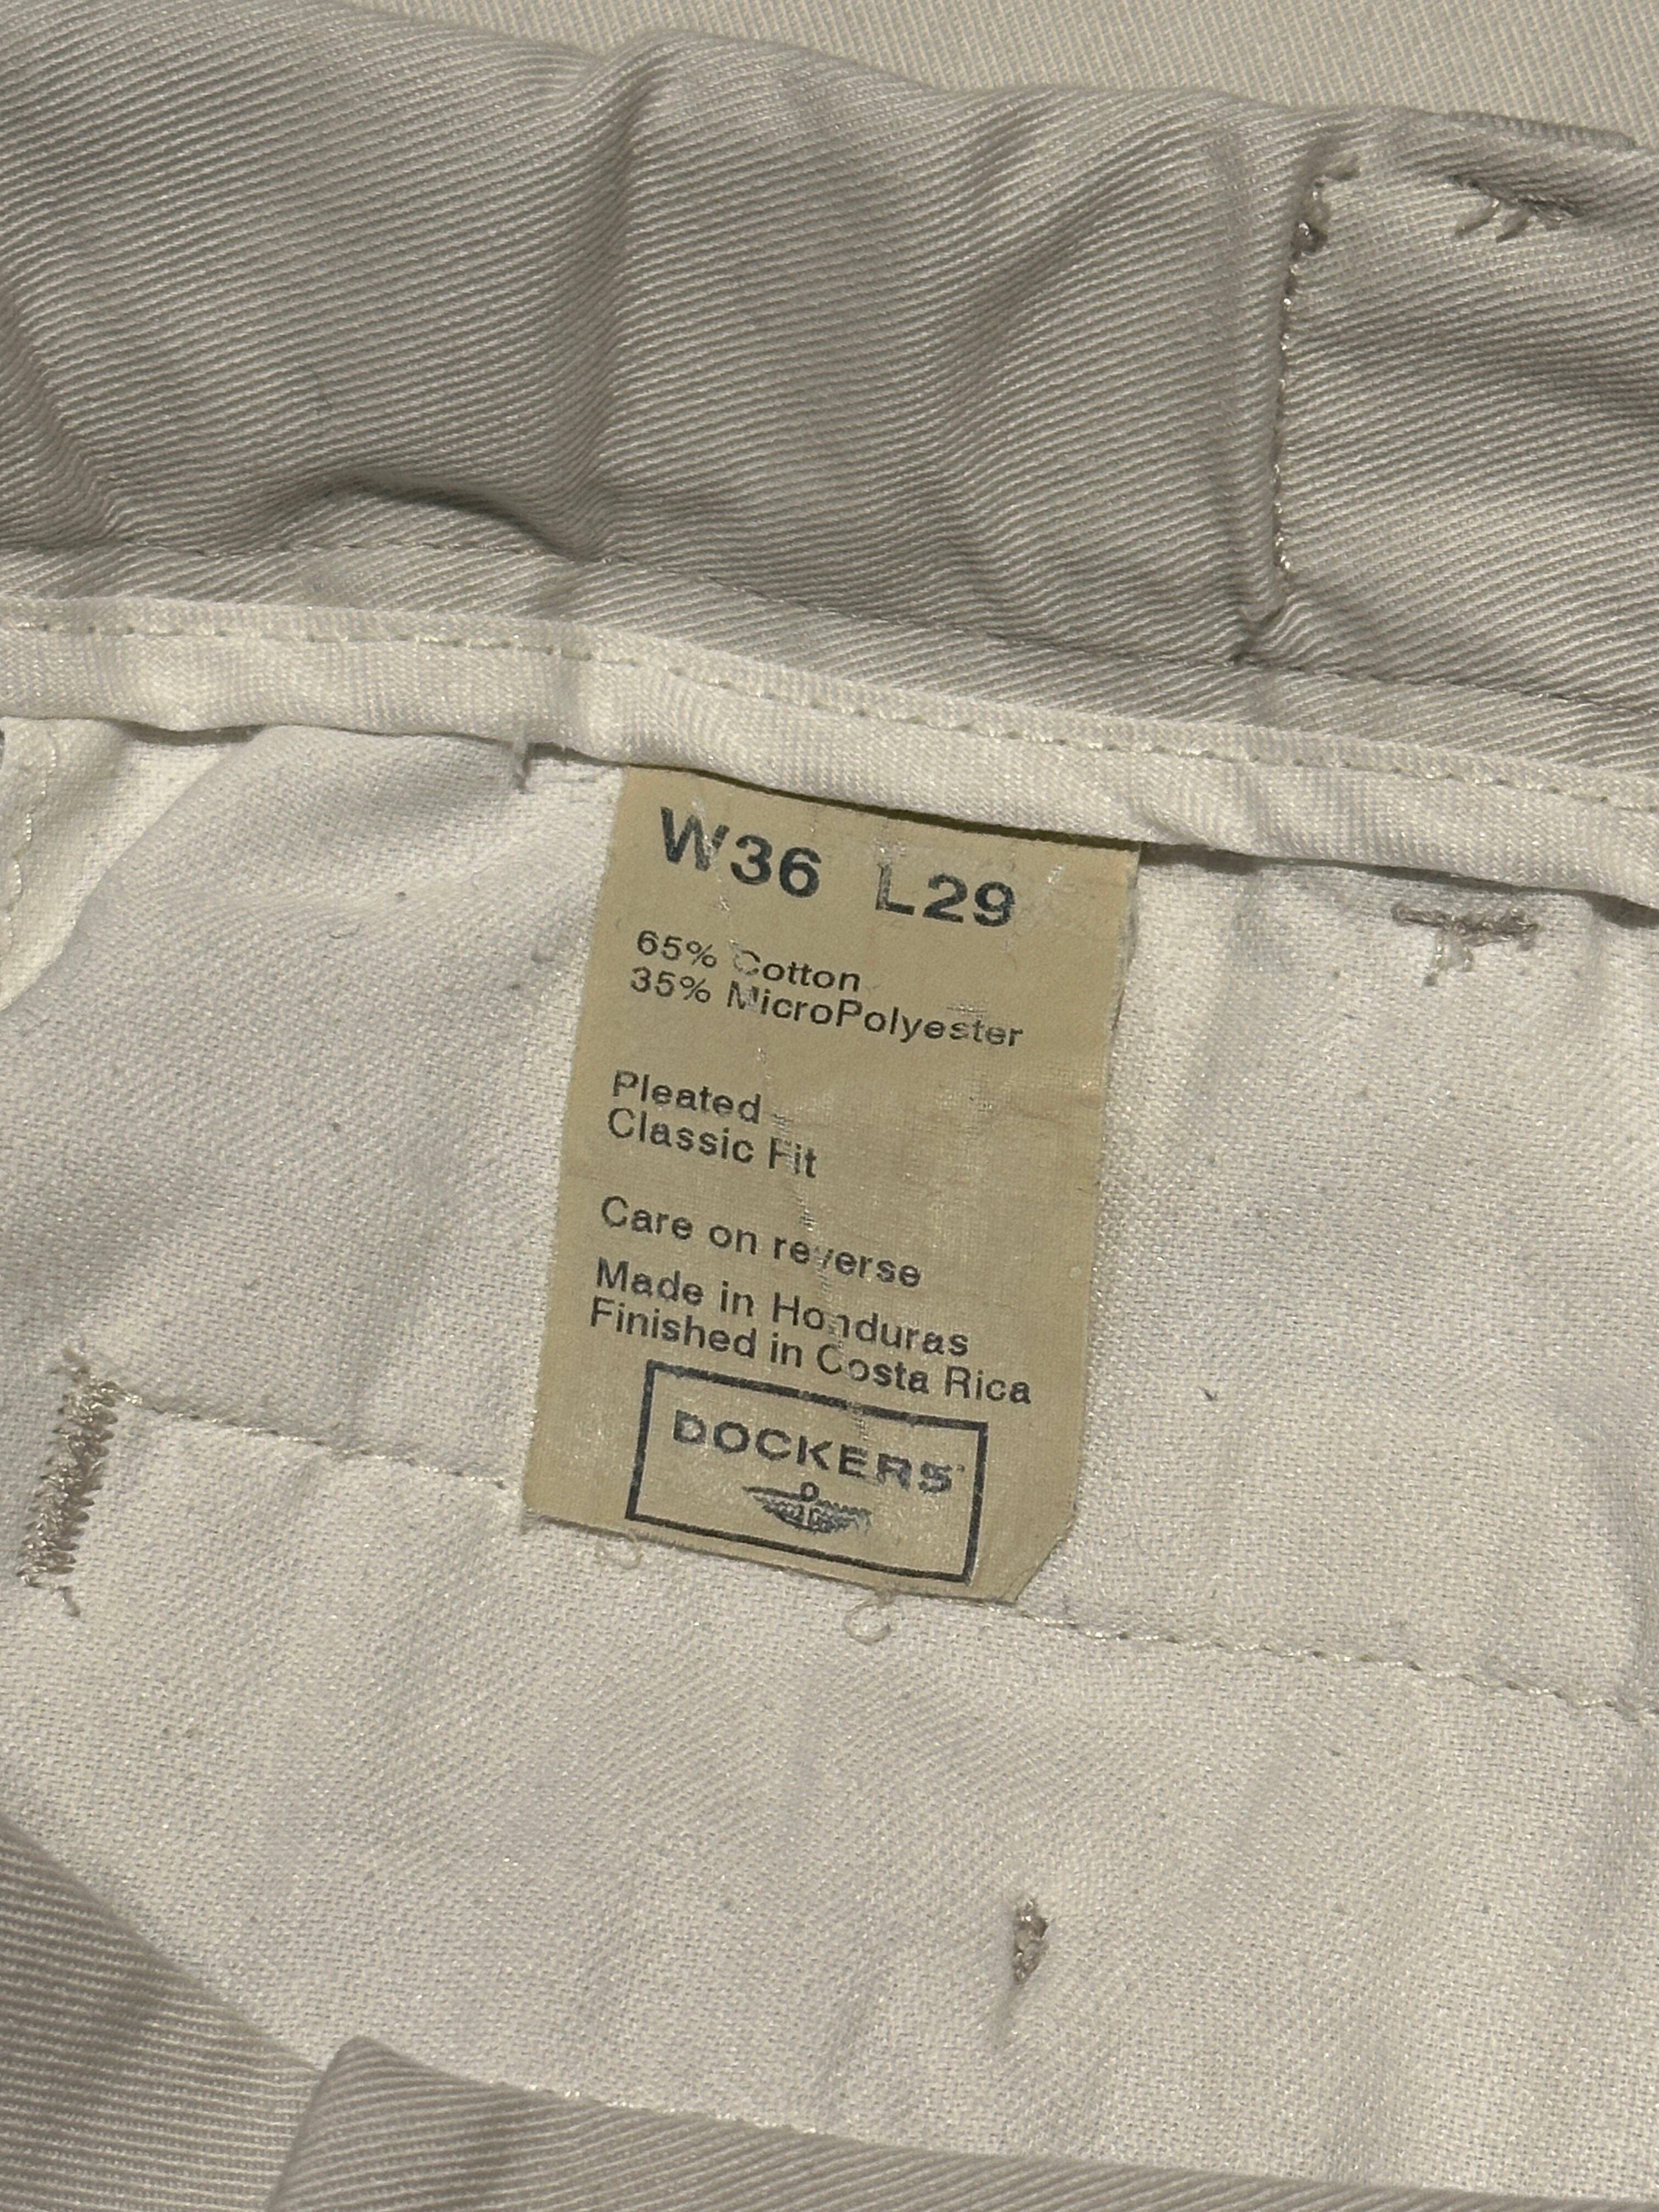 W36 L29
65% Cotton
35% MicroPolyester
Pleated
Classic Fit
Care on reverse
Made in Honduras
Finished in Costa Rica
DOCKERS